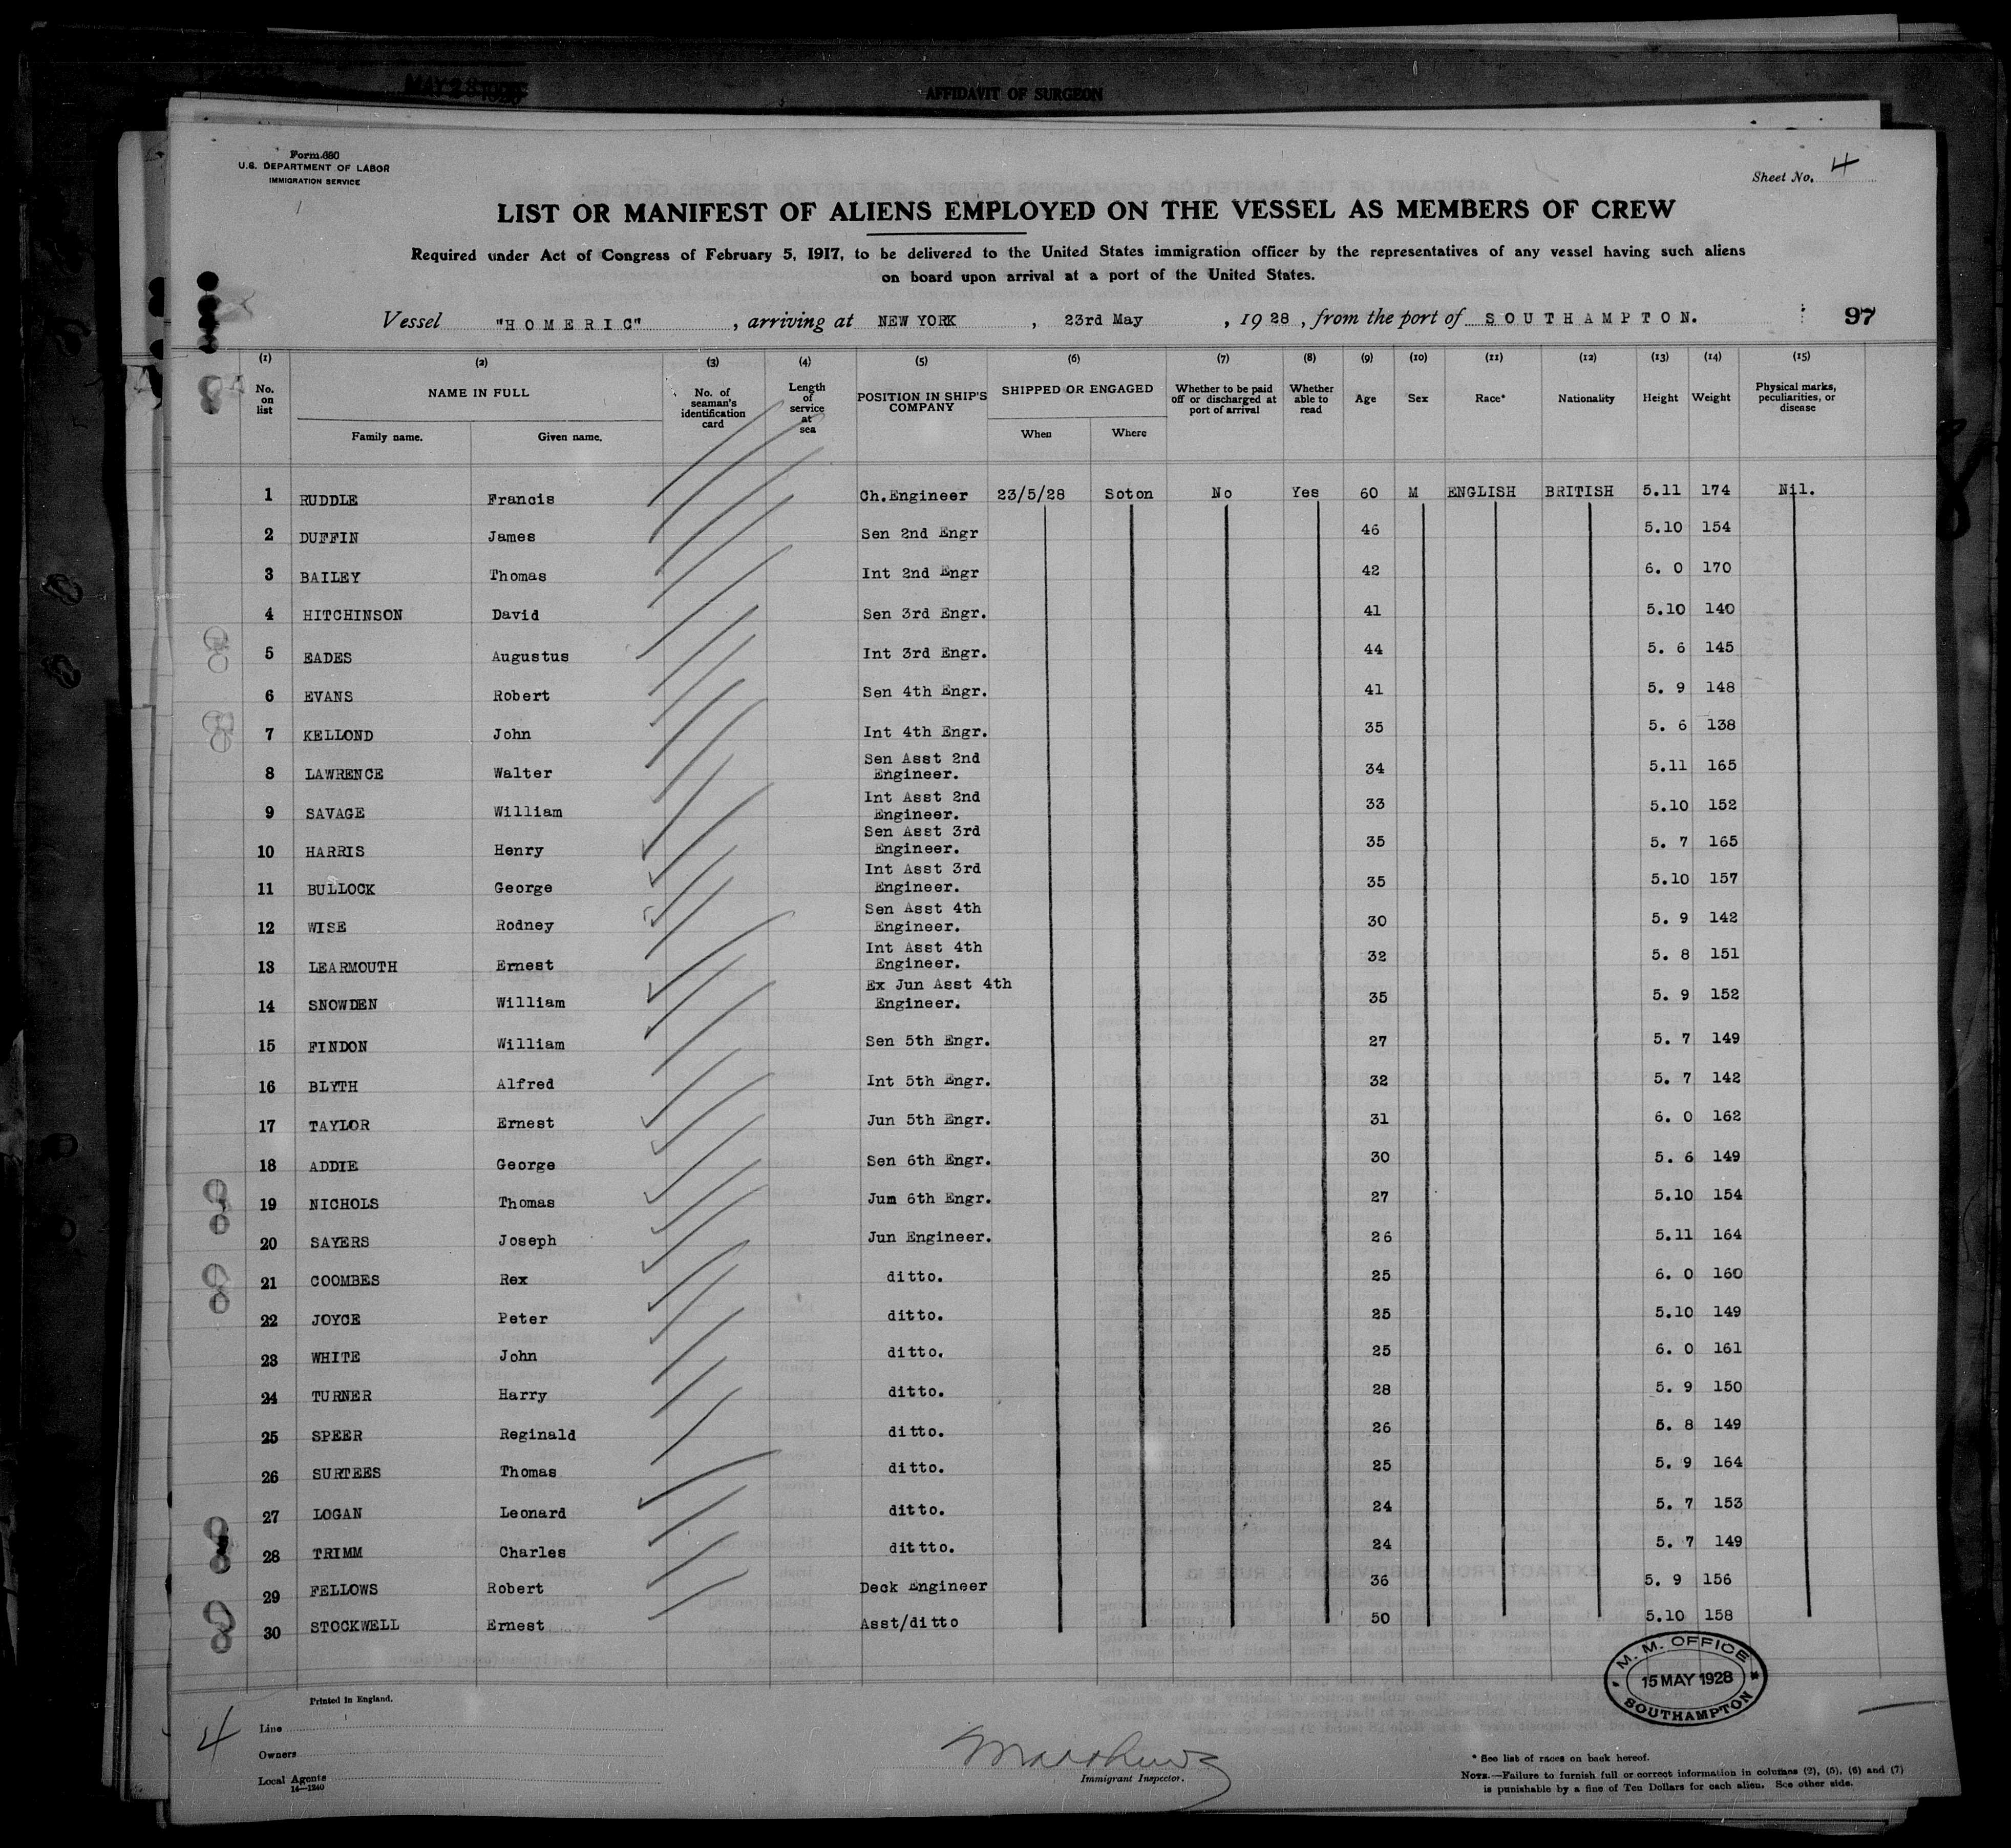 AFFIDAVIT OF SURGEON
Form 680
U.S. DEPARTMENT OF LABOR
IMMIGRATION SERVICE
Sheet No. 4
LIST OR MANIFEST OF ALIENS EMPLOYED ON THE VESSEL AS MEMBERS OF CREW
Required under Act of Congress of February 5, 1917, to be delivered to the United States immigration officer by the representatives of any vessel having such aliens
on board upon arrival at a port of the United States.
Vessel "HOMERIC", arriving at NEW YORK, 23rd May, 1928, from the port of SOUTHAMPTON. 97
(1) (2) (3) (4) (5) (6) (7) (8) (9) (10) (11) (12) (13) (14) (15)
No. on list NAME IN FULL No. of seaman's identification card Length of service at sea POSITION IN SHIP'S COMPANY SHIPPED OR ENGAGED Whether to be paid off or discharged at port of arrival Whether able to read Age Sex Race* Nationality Height Weight Physical marks, peculiarities, or disease
Family name. Given name. When Where
1 RUDDLE Francis Ch.Engineer 23/5/28 Soton No Yes 60 M ENGLISH BRITISH 5.11 174 Nil.
2 DUFFIN James Sen 2nd Engr 46 5.10 154
3 BAILEY Thomas Int 2nd Engr 42 6. 0 170
4 HITCHINSON David Sen 3rd Engr. 41 5.10 140
5 EADES Augustus Int 3rd Engr. 44 5. 6 145
6 EVANS Robert Sen 4th Engr. 41 5. 9 148
7 KELLOND John Int 4th Engr. 35 5. 6 138
8 LAWRENCE Walter Sen Asst 2nd Engineer. 34 5.11 165
9 SAVAGE William Int Asst 2nd Engineer. 33 5.10 152
10 HARRIS Henry Sen Asst 3rd Engineer. 35 5. 7 165
11 BULLOCK George Int Asst 3rd Engineer. 35 5.10 157
12 WISE Rodney Sen Asst 4th Engineer. 30 5. 9 142
13 LEARMOUTH Ernest Int Asst 4th Engineer. 32 5. 8 151
14 SNOWDEN William Ex Jun Asst 4th Engineer. 35 5. 9 152
15 FINDON William Sen 5th Engr. 27 5. 7 149
16 BLYTH Alfred Int 5th Engr. 32 5. 7 142
17 TAYLOR Ernest Jun 5th Engr. 31 6. 0 162
18 ADDIE George Sen 6th Engr. 30 5. 6 149
19 NICHOLS Thomas Jun 6th Engr. 27 5.10 154
20 SAYERS Joseph Jun Engineer. 26 5.11 164
21 COOMBES Rex ditto. 25 6. 0 160
22 JOYCE Peter ditto. 25 5.10 149
23 WHITE John ditto. 25 6. 0 161
24 TURNER Harry ditto. 28 5. 9 150
25 SPEER Reginald ditto. 26 5. 8 149
26 SURTEES Thomas ditto. 25 5. 9 164
27 LOGAN Leonard ditto. 24 5. 7 153
28 TRIMM Charles dittto. 24 5. 7 149
29 FELLOWS Robert Deck Engineer 36 5. 9 156
30 STOCKWELL Ernest Asst/ditto 50 5.10 158
M. M. OFFICE
15 MAY 1928
SOUTHAMPTON
Printed in England.
4
Line
Owners
Local Agents
14—1240
Immigrant Inspector.
* See list of races on back hereof.
NOTE.—Failure to furnish full or correct information in columns (2), (5), (6) and (7)
is punishable by a fine of Ten Dollars for each alien. See other side.